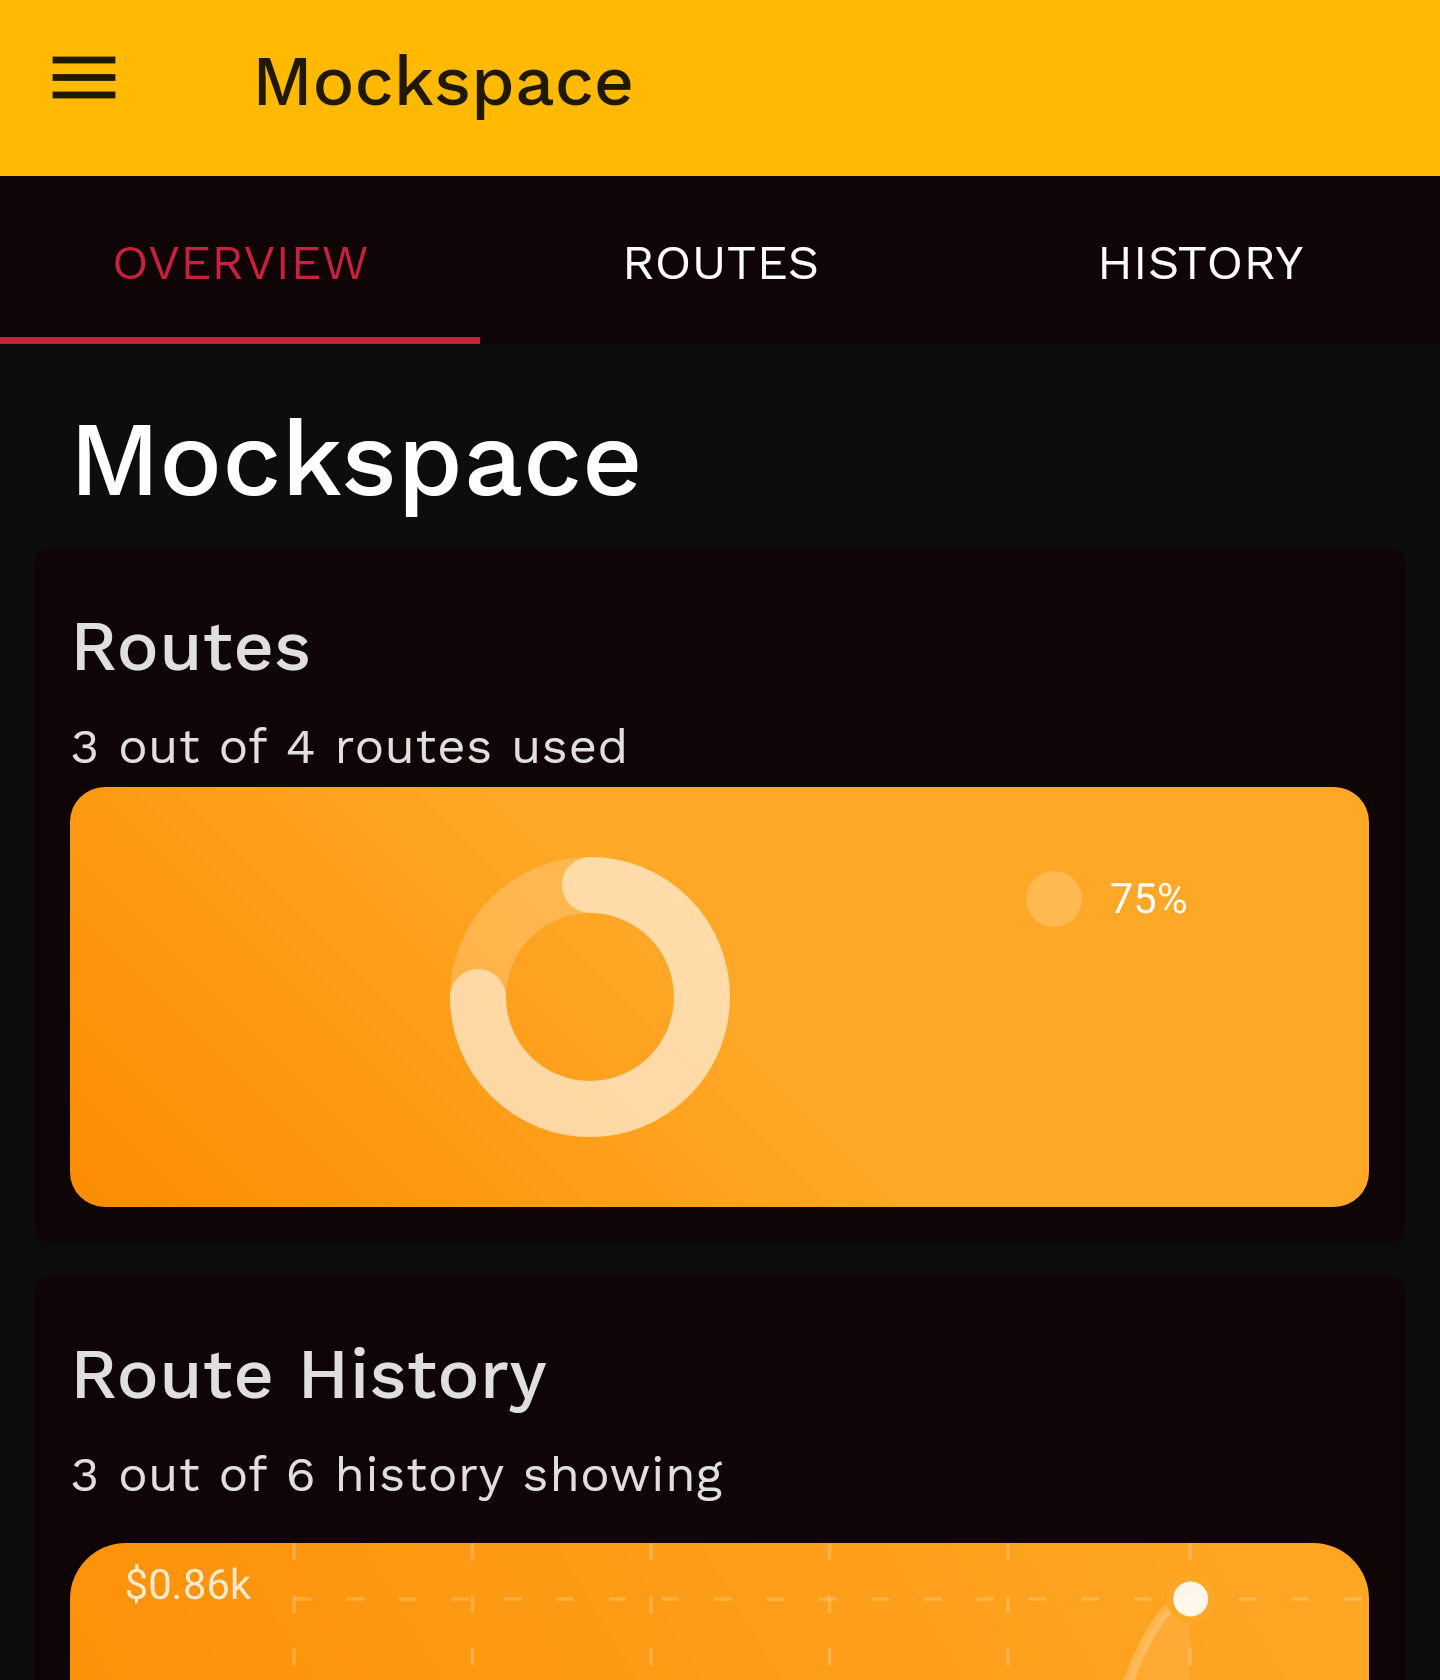 Mockspace
OVERVIEW ROUTES HISTORY
Mockspace
Routes
3 out of 4 routes used
75%
Route History
3 out of 6 history showing
$0.86k